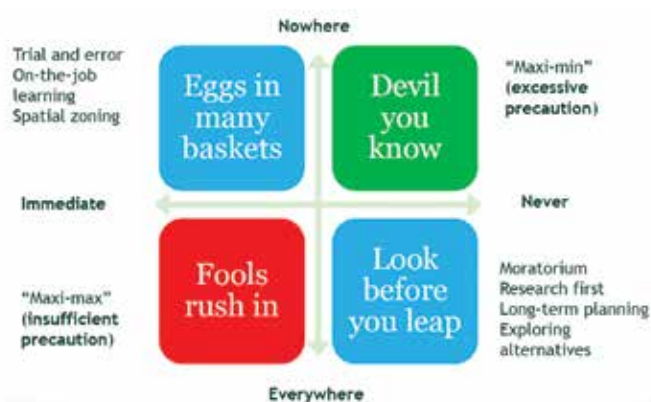 Nowhere
Trial and error
On-the-job
learning
Spatial zoning
Eggs in
many
baskets
Devil
you
know
“Maxi-min”
(excessive
precaution)
Immediate
Never
“Maxi-max”
(insufficient
precaution)
Fools
rush in
Look
before
you leap
Moratorium
Research first
Long-term planning
Exploring
alternatives
Everywhere